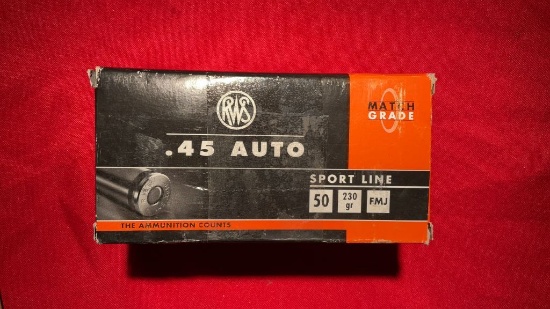 RWS
MATCH
GRADE
.45 AUTO
SPORT LINE
50
230
gr
FMJ
THE AMMUNITION COUNTS